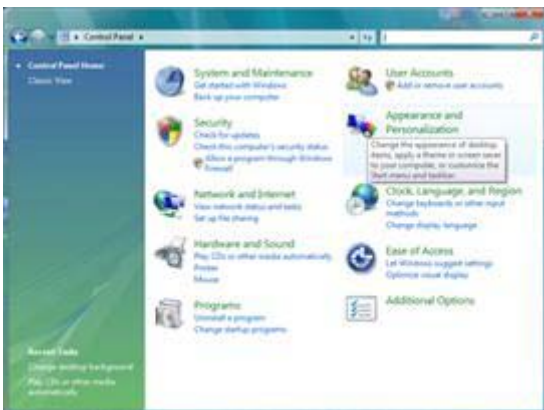 Control Panel
Control Panel Home
Classic View
System and Maintenance
Get started with Windows
Back up your computer
Security
Check for updates
Check this computer's security status
Allow a program through Windows
Firewall
Network and Internet
View network status and tasks
Set up file sharing
Hardware and Sound
Play CDs or other media automatically
Printer
Mouse
Programs
Uninstall a program
Change startup programs
User Accounts
Add or remove user accounts
Appearance and
Personalization
Change the appearance of desktop
items, apply a theme or screen saver
to your computer, or customize the
Start menu and taskbar.
Clock, Language, and Region
Change keyboards or other input
methods
Change display language
Ease of Access
Let Windows suggest settings
Optimize visual display
Additional Options
Recent Tasks
Change desktop background
Play CDs or other media
automatically